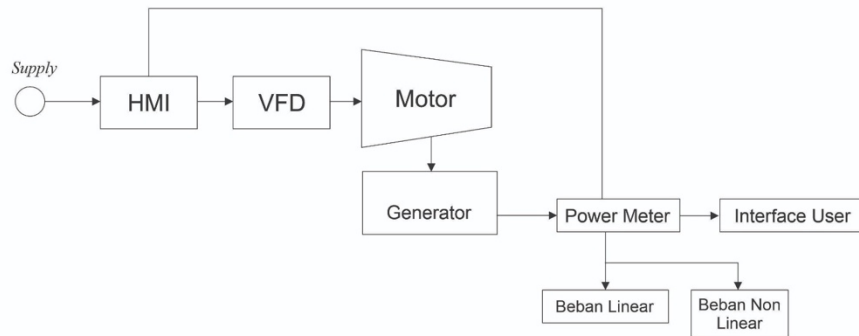 Supply
HMI
VFD
Motor
Generator
Power Meter
Interface User
Beban Linear
Beban Non
Linear